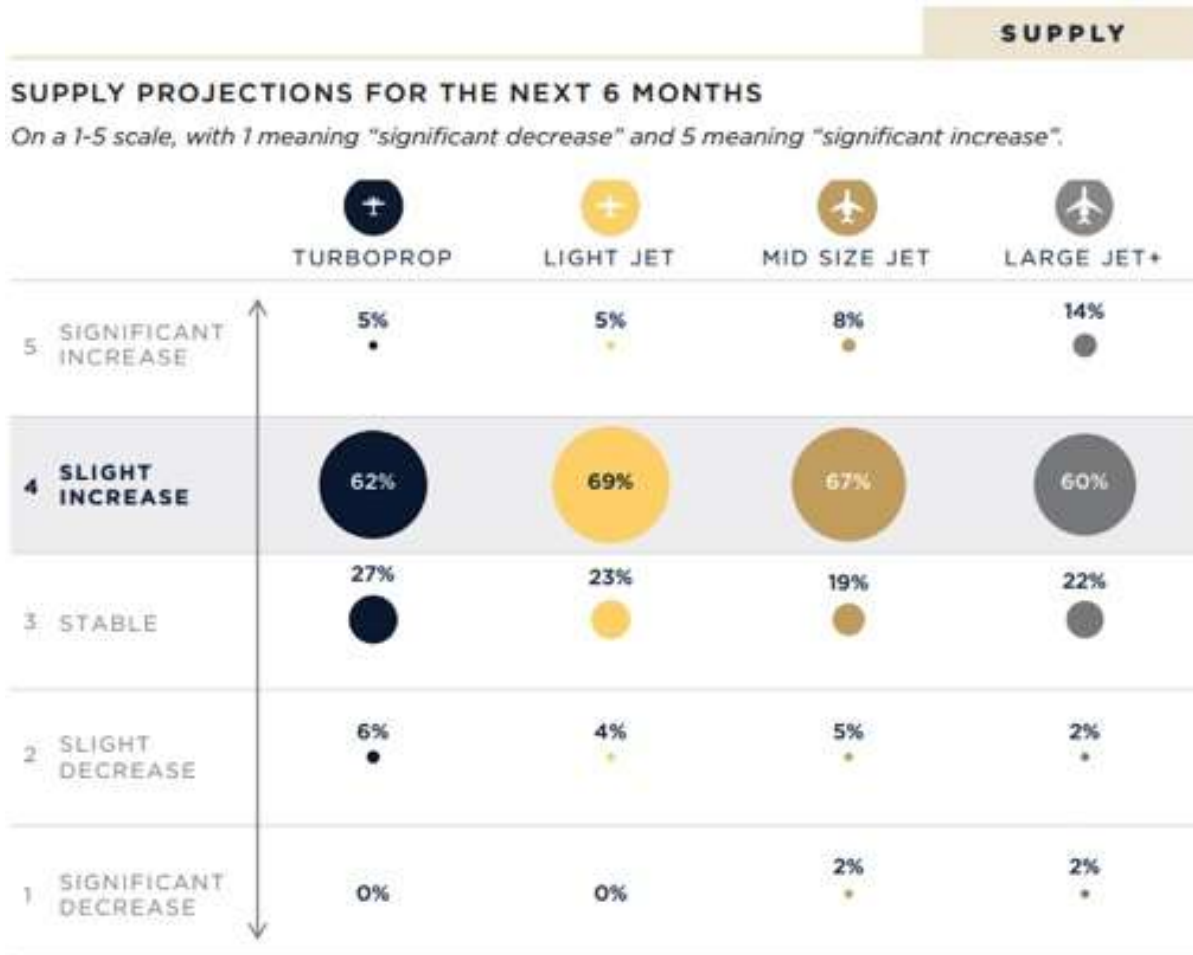 SUPPLY
SUPPLY PROJECTIONS FOR THE NEXT 6 MONTHS
On a 1-5 scale, with 1 meaning “significant decrease” and 5 meaning “significant increase”.
TURBOPROP LIGHT JET MID SIZE JET LARGE JET+
5% 5% 8% 14%
5 SIGNIFICANT
INCREASE
4 SLIGHT
INCREASE
62% 69% 67% 60%
27% 23% 19% 22%
3 STABLE
6% 4% 5% 2%
2 SLIGHT
DECREASE
2% 2%
1 SIGNIFICANT
DECREASE
0% 0%